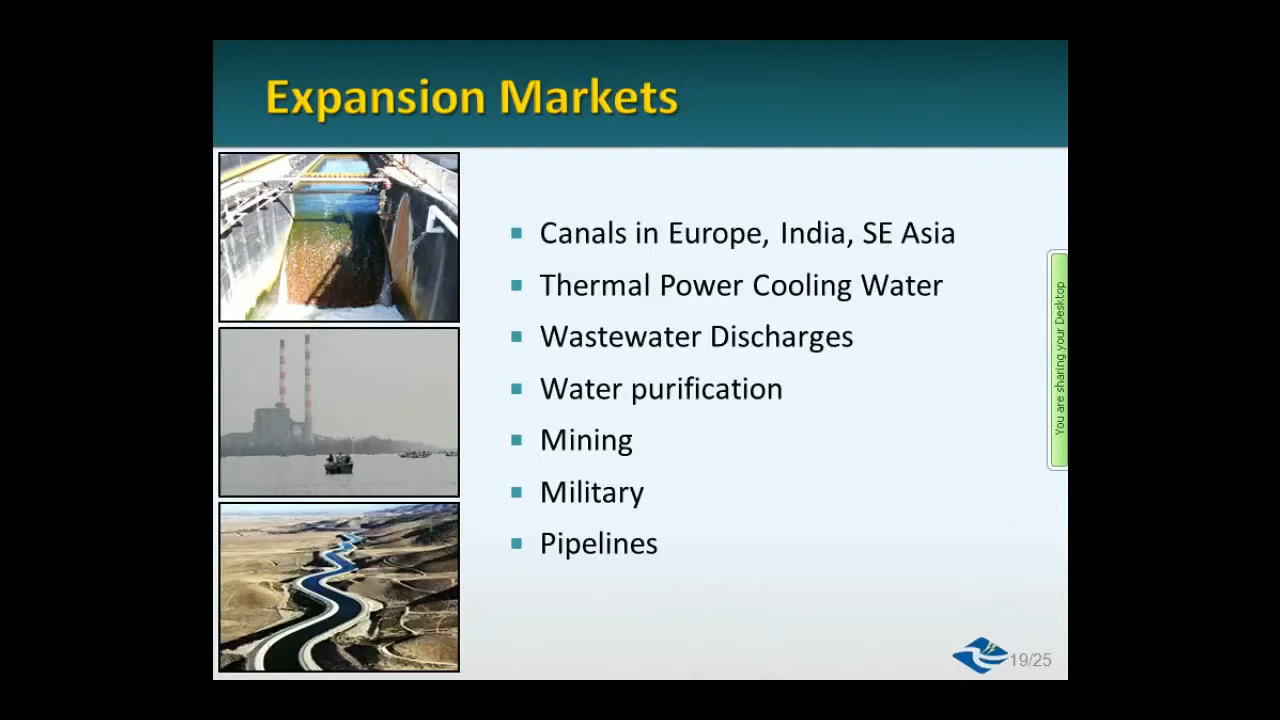 Expansion Markets
Canals in Europe, India, SE Asia
Thermal Power Cooling Water
Wastewater Discharges
Water purification
Mining
Military
Pipelines
You are sharing your Desktop
19/25